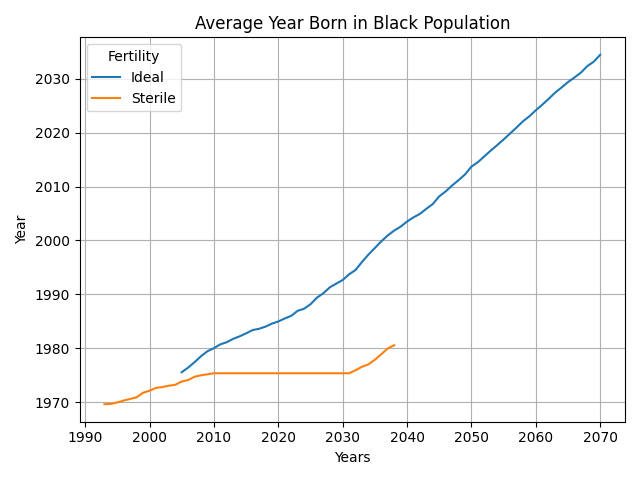 Average Year Born in Black Population
Fertility
Ideal
Sterile
Year
2030
2020
2010
2000
1990
1980
1970
1990 2000 2010 2020 2030 2040 2050 2060 2070
Years